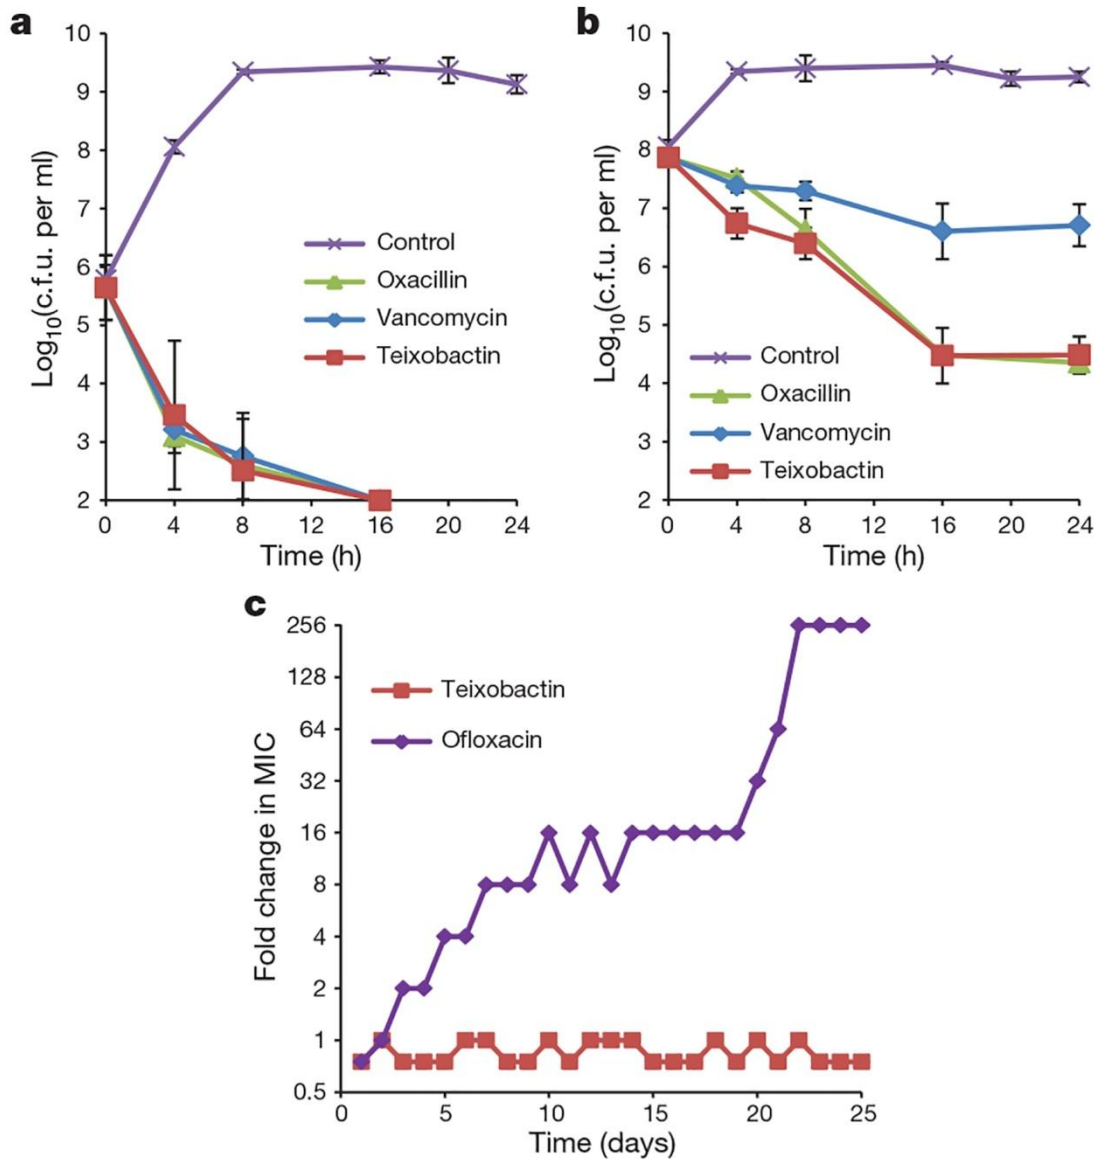 a
10
9
8
7
6
5
4
3
2
Log10(c.f.u. per ml)
Control
Oxacillin
Vancomycin
Teixobactin
0 4 8 12 16 20 24
Time (h)
b
10
9
8
7
6
5
4
3
2
Log10(c.f.u. per ml)
Control
Oxacillin
Vancomycin
Teixobactin
0 4 8 12 16 20 24
Time (h)
c
256
128
64
32
16
8
4
2
1
0.5
Fold change in MIC
Teixobactin
Ofloxacin
0 5 10 15 20 25
Time (days)